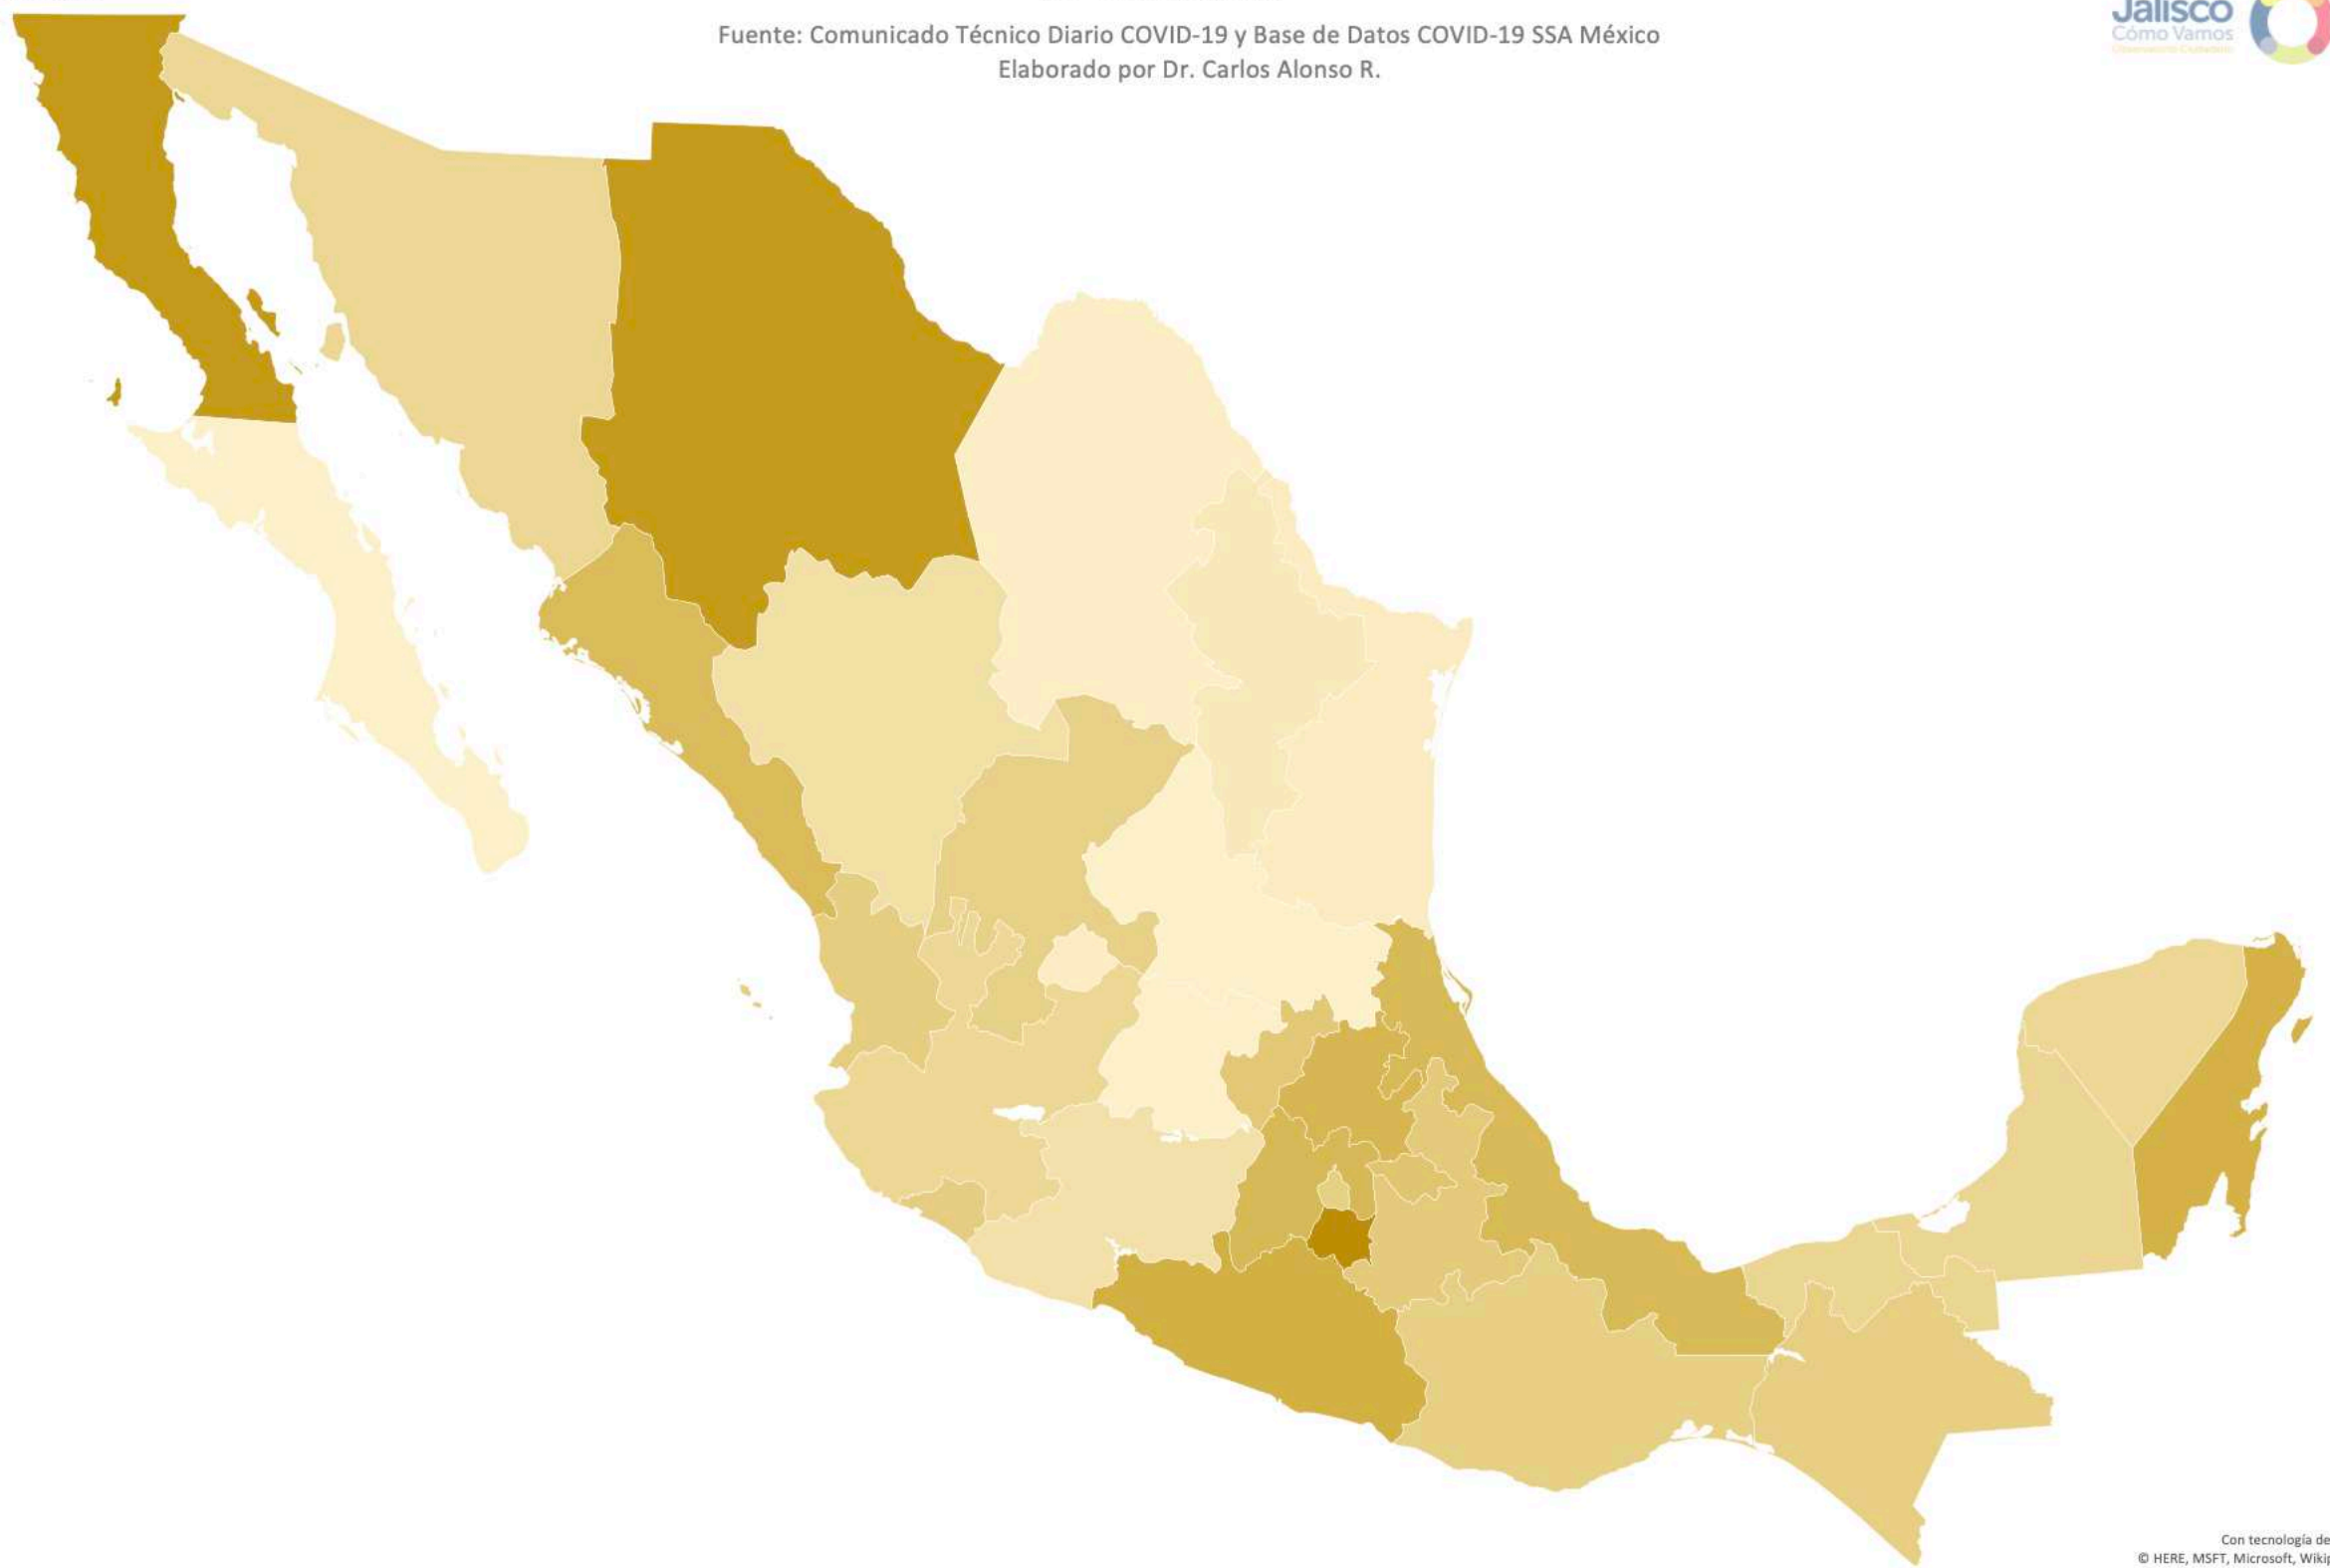 Fuente: Comunicado Técnico Diario COVID-19 y Base de Datos COVID-19 SSA México
Elaborado por Dr. Carlos Alonso R.
Jalisco
Cómo Vamos
Con tecnología de
© HERE, MSFT, Microsoft,